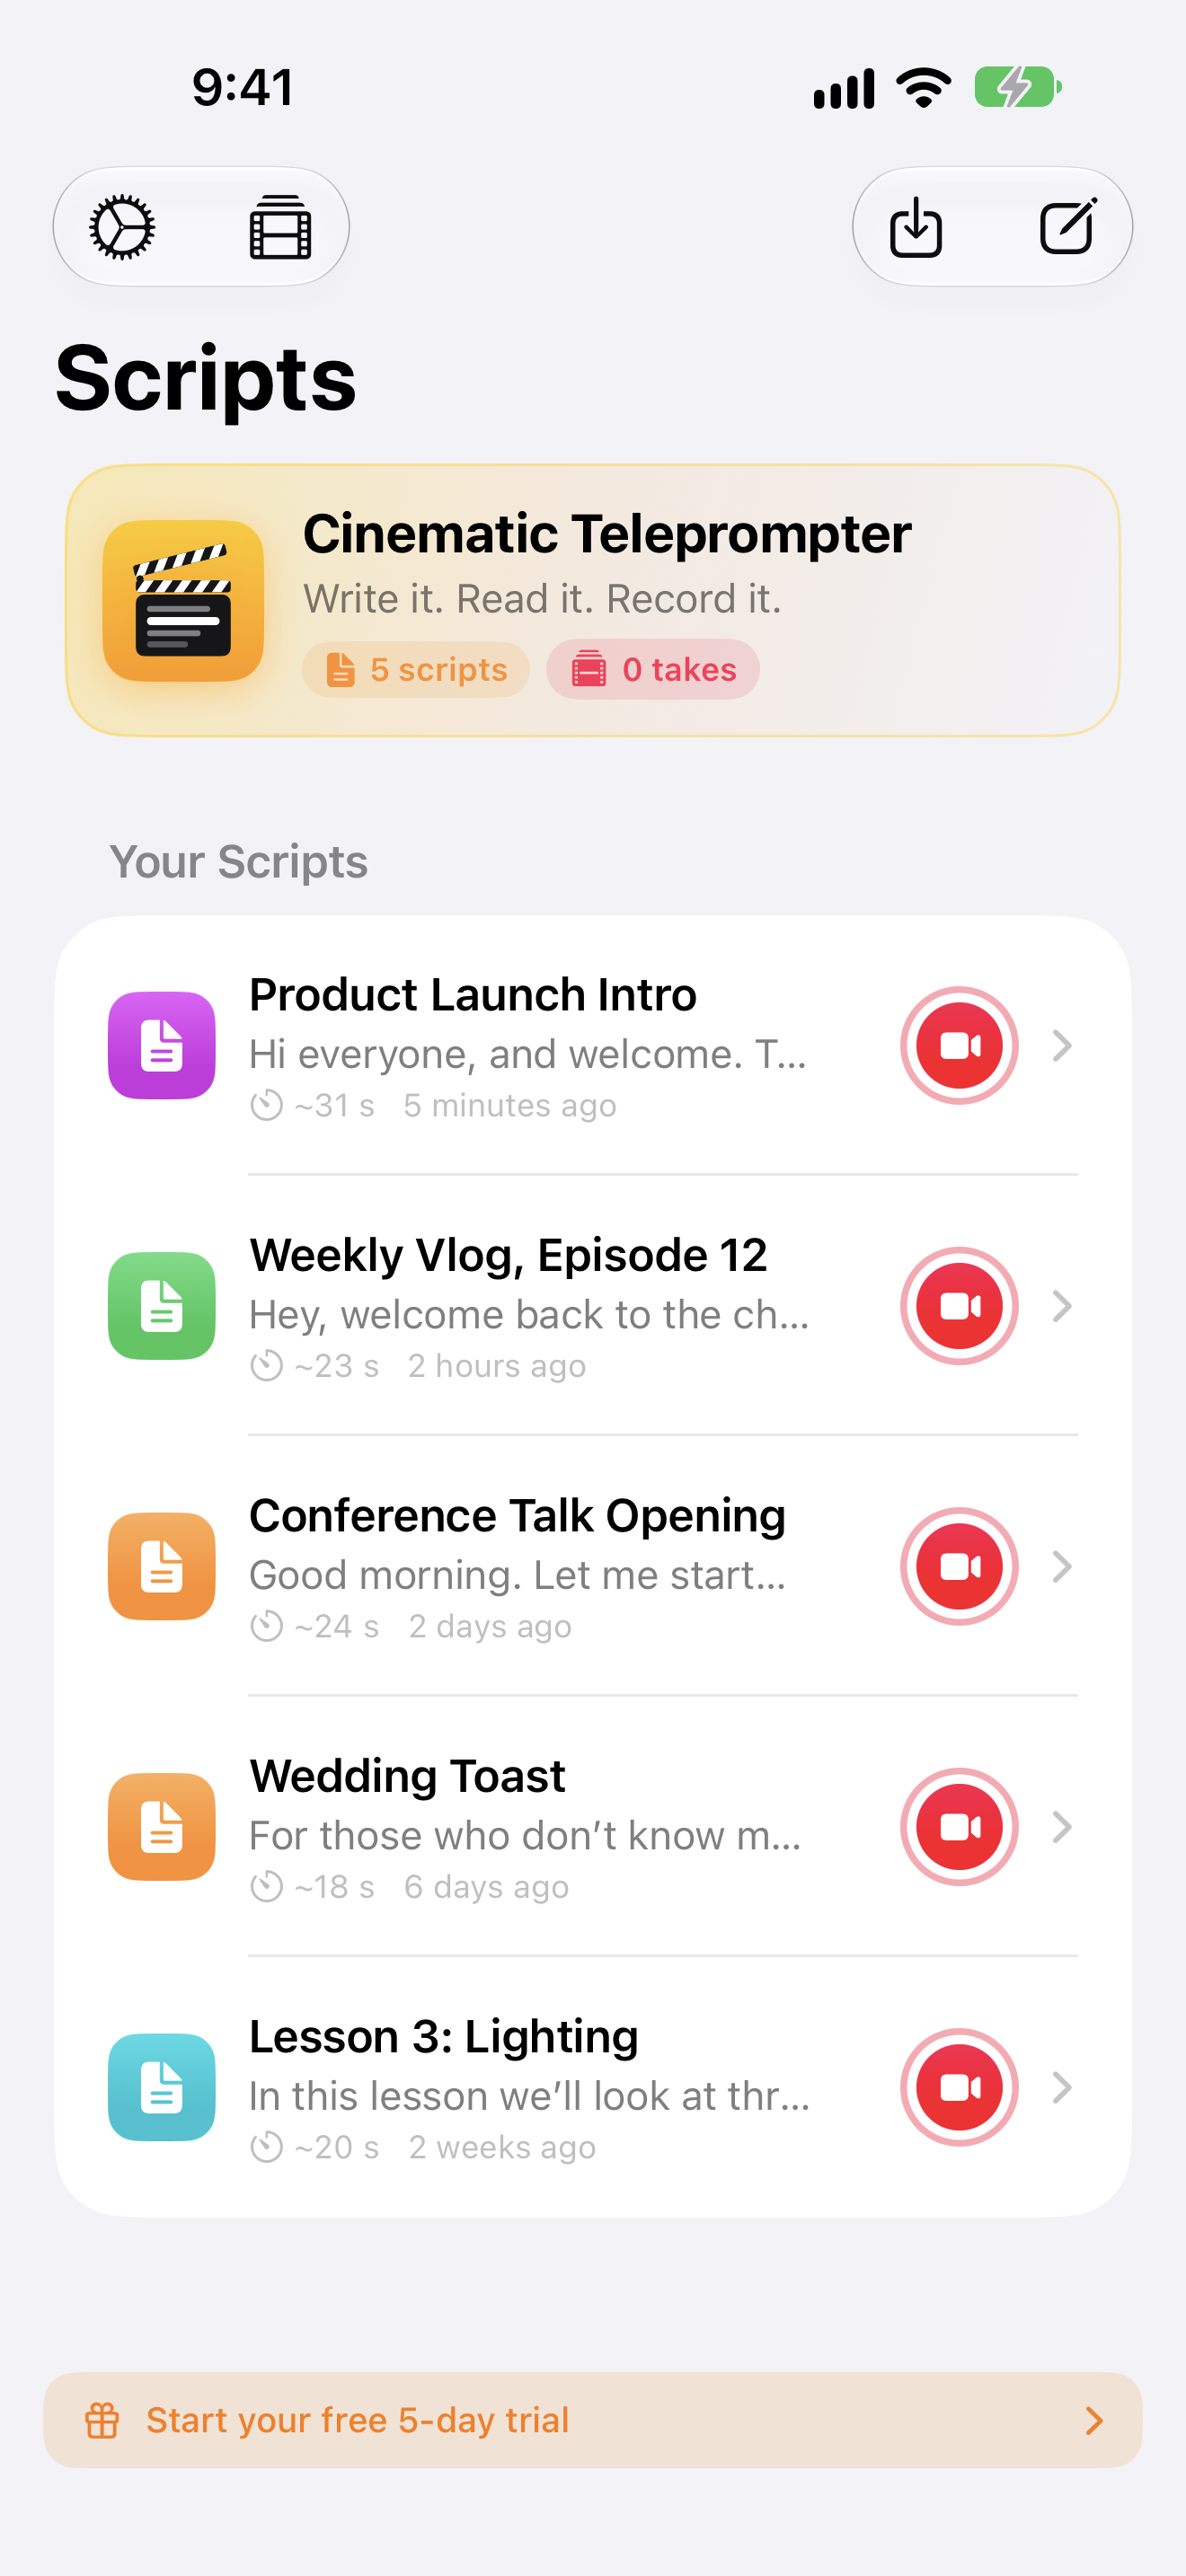 9:41
Scripts
Cinematic Teleprompter
Write it. Read it. Record it.
5 scripts
0 takes
Your Scripts
Product Launch Intro
Hi everyone, and welcome. T...
~31 s 5 minutes ago
Weekly Vlog, Episode 12
Hey, welcome back to the ch...
~23 s 2 hours ago
Conference Talk Opening
Good morning. Let me start...
~24 s 2 days ago
Wedding Toast
For those who don’t know m...
~18 s 6 days ago
Lesson 3: Lighting
In this lesson we’ll look at thr...
~20 s 2 weeks ago
Start your free 5-day trial